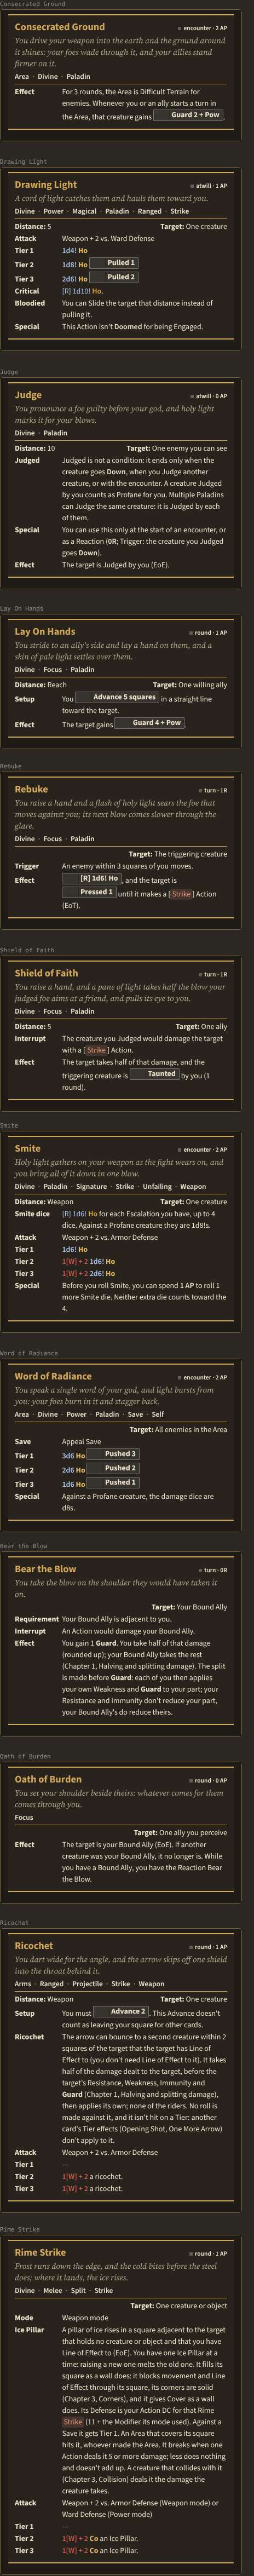 Consecrated Ground
Consecrated Ground
encounter · 2 AP
You drive your weapon into the earth and the ground around
it shines: your foes wade through it, and your allies stand
firmer on it.
Area · Divine · Paladin
Effect For 3 rounds, the Area is Difficult Terrain for
enemies. Whenever you or an ally starts a turn in
the Area, that creature gains Guard 2 + Pow.
Drawing Light
Drawing Light
atwill · 1 AP
A cord of light catches them and hauls them toward you.
Divine · Power · Magical · Paladin · Ranged · Strike
Distance: 5 Target: One creature
Attack Weapon + 2 vs. Ward Defense
Tier 1 1d4! Ho
Tier 2 1d8! Ho Pulled 1
Tier 3 2d6! Ho Pulled 2
Critical [R] 1d10! Ho.
Bloodied You can Slide the target that distance instead of
pulling it.
Special This Action isn't Doomed for being Engaged.
Judge
Judge
atwill · 0 AP
You pronounce a foe guilty before your god, and holy light
marks it for your blows.
Divine · Paladin
Distance: 10 Target: One enemy you can see
Judged Judged is not a condition: it ends only when the
creature goes Down, when you Judge another
creature, or with the encounter. A creature Judged
by you counts as Profane for you. Multiple Paladins
can Judge the same creature: it is Judged by each
of them.
Special You can use this only at the start of an encounter, or
as a Reaction (0R; Trigger: the creature you Judged
goes Down).
Effect The target is Judged by you (EoE).
Lay On Hands
Lay On Hands
round · 1 AP
You stride to an ally's side and lay a hand on them, and a
skin of pale light settles over them.
Divine · Focus · Paladin
Distance: Reach Target: One willing ally
Setup You Advance 5 squares in a straight line
toward the target.
Effect The target gains Guard 4 + Pow.
Rebuke
Rebuke
turn · 1R
You raise a hand and a flash of holy light sears the foe that
moves against you; its next blow comes slower through the
glare.
Divine · Focus · Paladin
Target: The triggering creature
Trigger An enemy within 3 squares of you moves.
Effect [R] 1d6! Ho, and the target is
Pressed 1 until it makes a [Strike] Action
(EoT).
Shield of Faith
Shield of Faith
turn · 1R
You raise a hand, and a pane of light takes half the blow your
judged foe aims at a friend, and pulls its eye to you.
Divine · Focus · Paladin
Distance: 5 Target: One ally
Interrupt The creature you Judged would damage the target
with a [Strike] Action.
Effect The target takes half of that damage, and the
triggering creature is Taunted by you (1
round).
Smite
Smite
encounter · 2 AP
Holy light gathers on your weapon as the fight wears on, and
you bring all of it down in one blow.
Divine · Paladin · Signature · Strike · Unfailing · Weapon
Distance: Weapon Target: One creature
Smite dice [R] 1d6! Ho for each Escalation you have, up to 4
dice. Against a Profane creature they are 1d8!s.
Attack Weapon + 2 vs. Armor Defense
Tier 1 1d6! Ho
Tier 2 1[W] + 2 1d6! Ho
Tier 3 1[W] + 2 2d6! Ho
Special Before you roll Smite, you can spend 1 AP to roll 1
more Smite die. Neither extra die counts toward the
4.
Word of Radiance
Word of Radiance
encounter · 2 AP
You speak a single word of your god, and light bursts from
you; your foes burn in it and stagger back.
Area · Divine · Power · Paladin · Save · Self
Target: All enemies in the Area
Save Appeal Save
Tier 1 3d6 Ho Pushed 3
Tier 2 2d6 Ho Pushed 2
Tier 3 1d6 Ho Pushed 1
Special Against a Profane creature, the damage dice are
d8s.
Bear the Blow
Bear the Blow
turn · 0R
You take the blow on the shoulder they would have taken it
on.
Target: Your Bound Ally
Requirement Your Bound Ally is adjacent to you.
Interrupt An Action would damage your Bound Ally.
Effect You gain 1 Guard. You take half of that damage
(rounded up); your Bound Ally takes the rest
(Chapter 1, Halving and splitting damage). The split
is made before Guard: each of you then applies
your own Weakness and Guard to your part; your
Resistance and Immunity don't reduce your part,
your Bound Ally's do reduce theirs.
Oath of Burden
Oath of Burden
round · 0 AP
You set your shoulder beside theirs: whatever comes for them
comes through you.
Focus
Target: One ally you perceive
Effect The target is your Bound Ally (EoE). If another
creature was your Bound Ally, it no longer is. While
you have a Bound Ally, you have the Reaction Bear
the Blow.
Ricochet
Ricochet
round · 1 AP
You dart wide for the angle, and the arrow skips off one shield
into the throat behind it.
Arms · Ranged · Projectile · Strike · Weapon
Distance: Weapon Target: One creature
Setup You must Advance 2. This Advance doesn't
count as leaving your square for other cards.
Ricochet The arrow can bounce to a second creature within 2
squares of the target that the target has Line of
Effect to (you don't need Line of Effect to it). It takes
half of the damage dealt to the target, before the
target's Resistance, Weakness, Immunity and
Guard (Chapter 1, Halving and splitting damage),
then applies its own; none of the riders. No roll is
made against it, and it isn't hit on a Tier: another
card's Tier effects (Opening Shot, One More Arrow)
don't apply to it.
Attack Weapon + 2 vs. Armor Defense
Tier 1 —
Tier 2 1[W] + 2 a ricochet.
Tier 3 1[W] + 2 a ricochet.
Rime Strike
Rime Strike
round · 1 AP
Frost runs down the edge, and the cold bites before the steel
does; where it lands, the ice rises.
Divine · Melee · Split · Strike
Target: One creature or object
Mode Weapon mode
Ice Pillar A pillar of ice rises in a square adjacent to the target
that holds no creature or object and that you have
Line of Effect to (EoE). You have one Ice Pillar at a
time: raising a new one melts the old one. It fills its
square as a wall does: it blocks movement and Line
of Effect through its square, its corners are solid
(Chapter 3, Corners), and it gives Cover as a wall
does. Its Defense is your Action DC for that Rime
Strike (11 + the Modifier its mode used). Against a
Save it gets Tier 1. An Area that covers its square
hits it, whoever made the Area. It breaks when one
Action deals it 5 or more damage; less does nothing
and doesn't add up. A creature that collides with it
(Chapter 3, Collision) deals it the damage the
creature takes.
Attack Weapon + 2 vs. Armor Defense (Weapon mode) or
Ward Defense (Power mode)
Tier 1 —
Tier 2 1[W] + 2 Co an Ice Pillar.
Tier 3 1[W] + 2 Co an Ice Pillar.